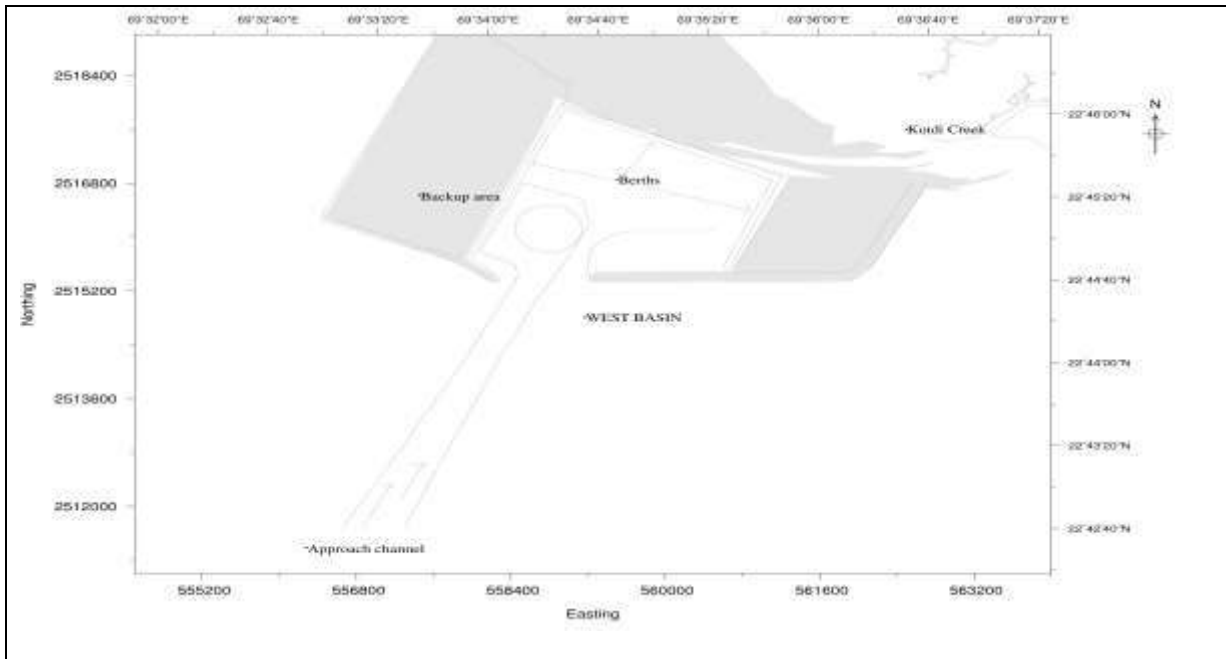 69°32'00"E 69°32'40"E 69°33'20"E 69°34'00"E 69°34'40"E 69°35'20"E 69°36'00"E 69°36'40"E 69°37'20"E
2518400
22°46'00"N
N
Kotdi Creek
2516800
Berths
Backup area
22°45'20"N
2515200
22°44'40"N
Northing
WEST BASIN
22°44'00"N
2513600
22°43'20"N
2512000
22°42'40"N
Approach channel
555200 556800 558400 560000 561600 563200
Easting